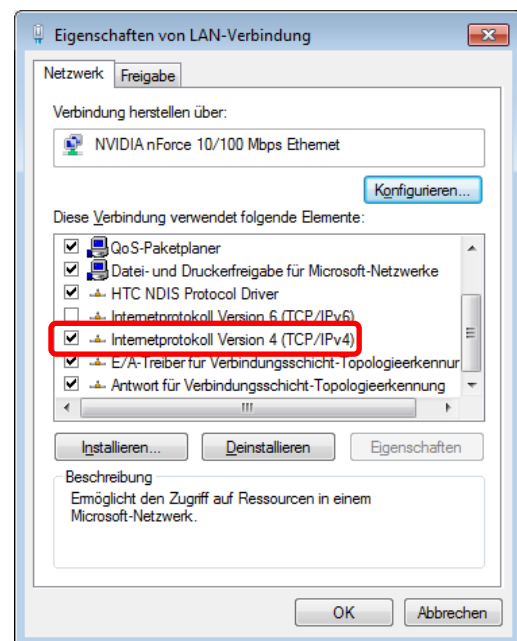 Eigenschaften von LAN-Verbindung
Netzwerk Freigabe
Verbindung herstellen über:
NVIDIA nForce 10/100 Mbps Ethernet
Konfigurieren...
Diese Verbindung verwendet folgende Elemente:
QoS-Paketplaner
Datei- und Druckerfreigabe für Microsoft-Netzwerke
HTC NDIS Protocol Driver
Internetprotokoll Version 6 (TCP/IPv6)
Internetprotokoll Version 4 (TCP/IPv4)
E/A-Treiber für Verbindungsschicht-Topologieerkennur
Antwort für Verbindungsschicht-Topologieerkennung
Installieren... Deinstallieren Eigenschaften
Beschreibung
Ermöglicht den Zugriff auf Ressourcen in einem
Microsoft-Netzwerk.
OK Abbrechen